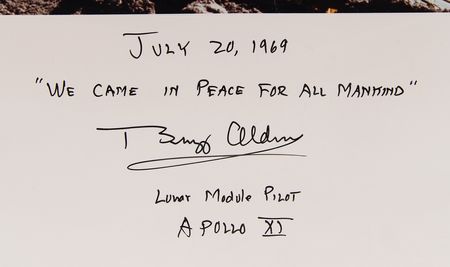 JULY 20, 1969
"WE CAME IN PEACE FOR ALL MANKIND"
Buzz Aldrin
Lunar Module PILOT
APOLLO XI